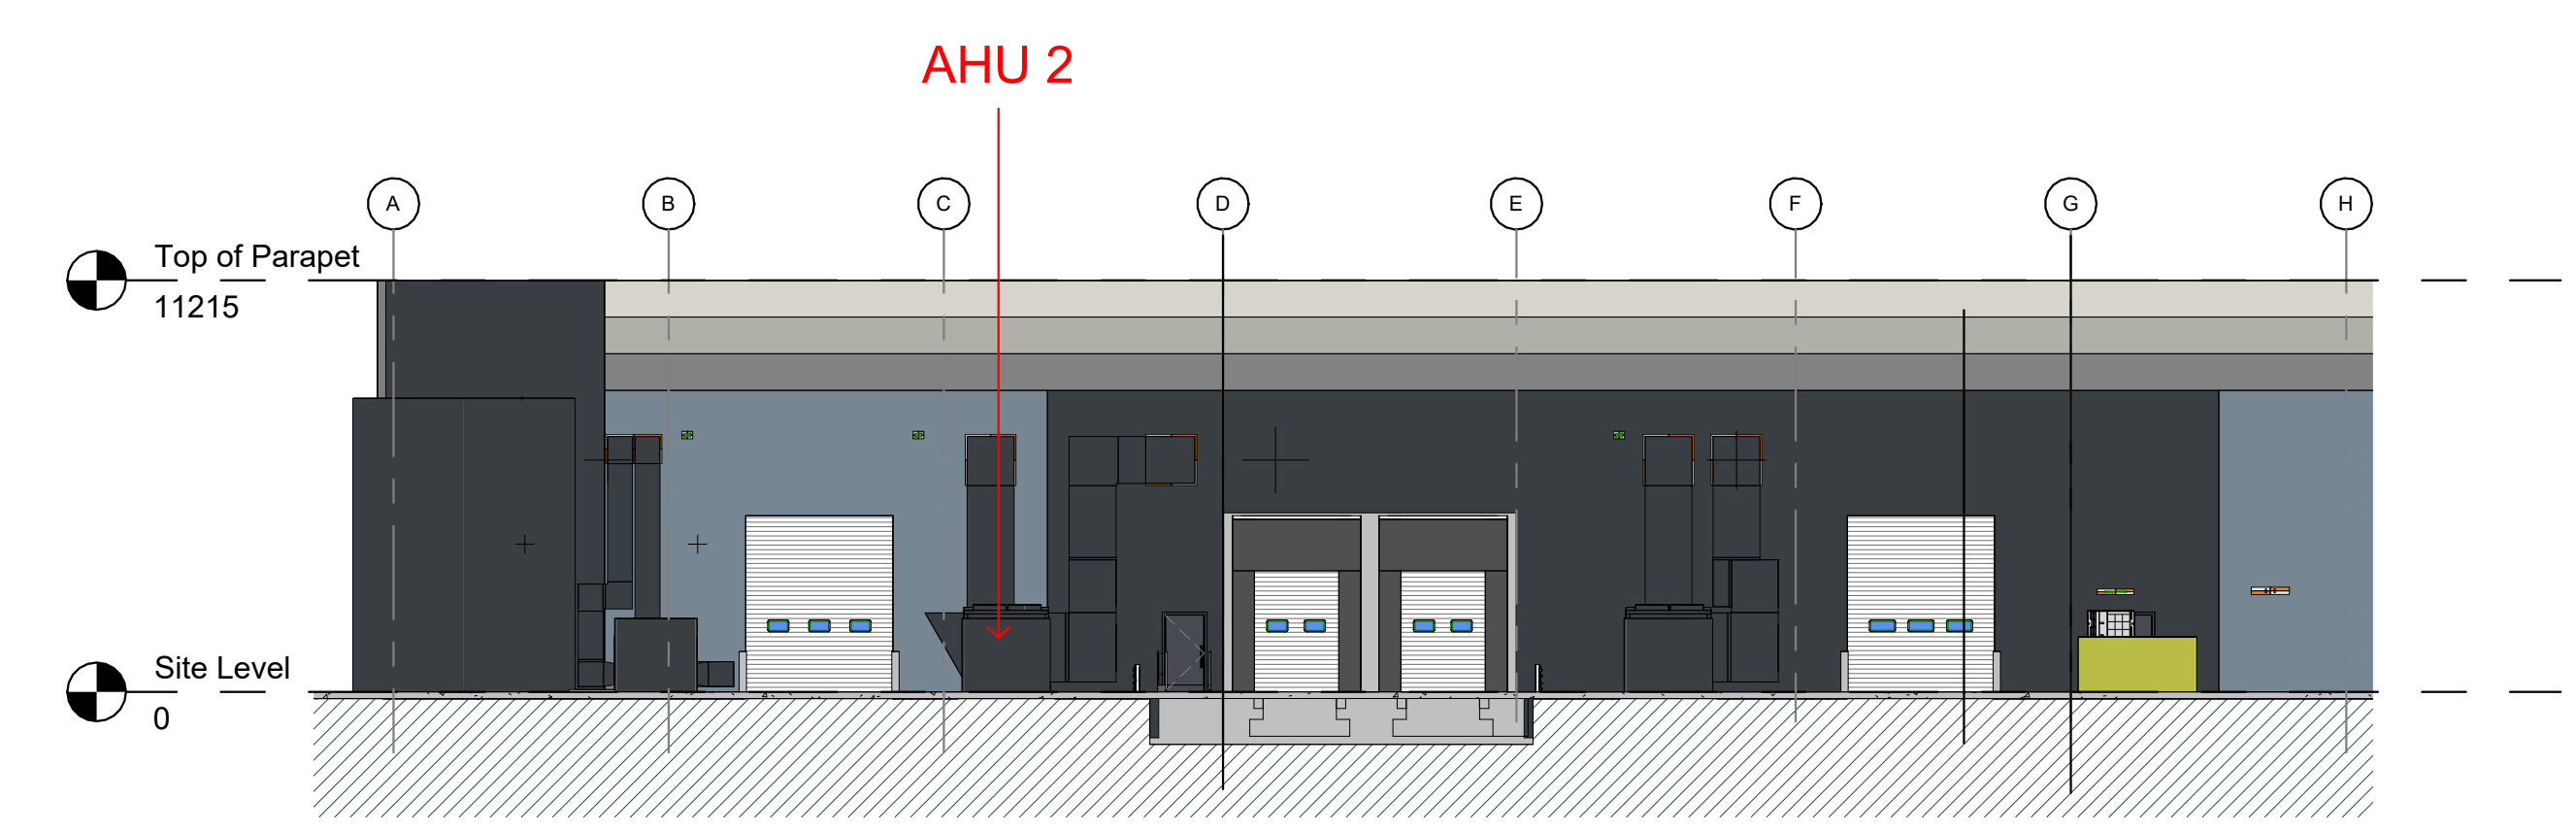 AHU 2
A B C D E F G H
Top of Parapet
11215
Site Level
0